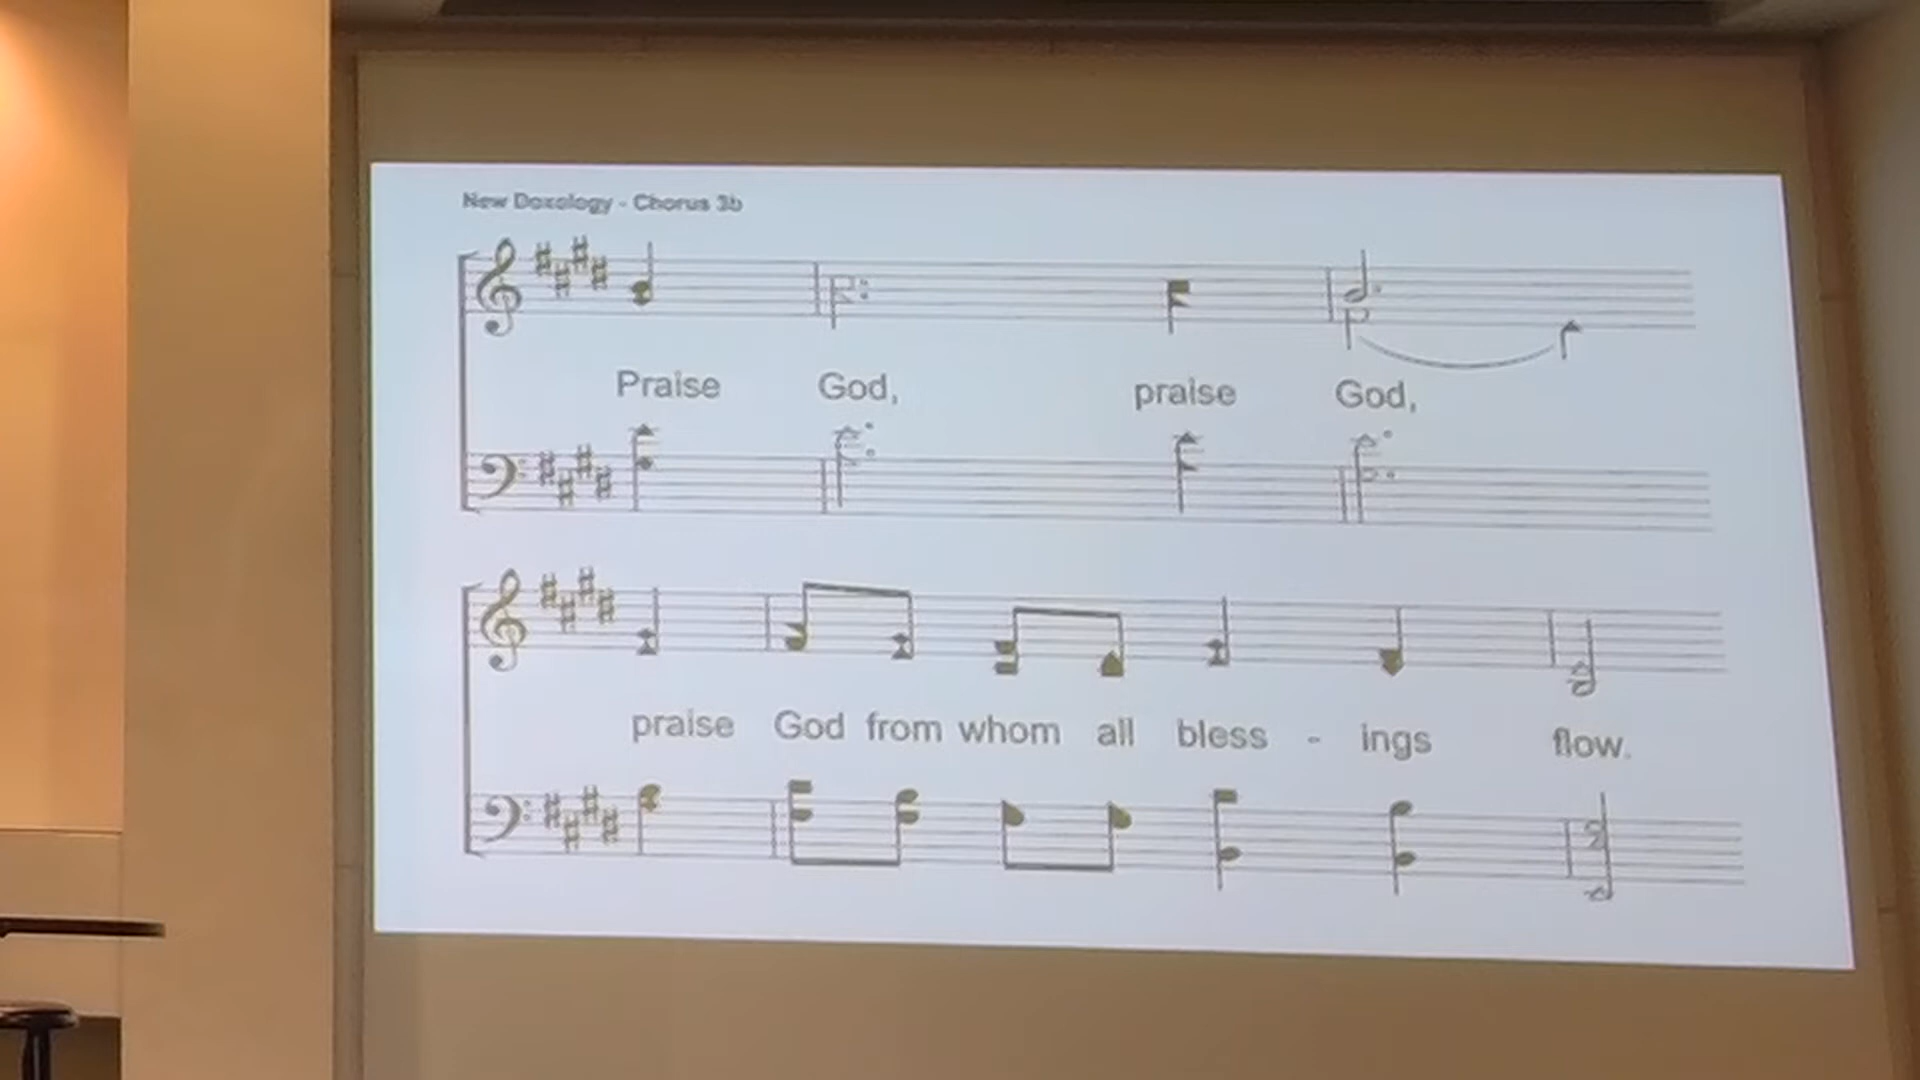 New Doxology - Chorus 3b
Praise God, praise God,
praise God from whom all bless - ings flow.